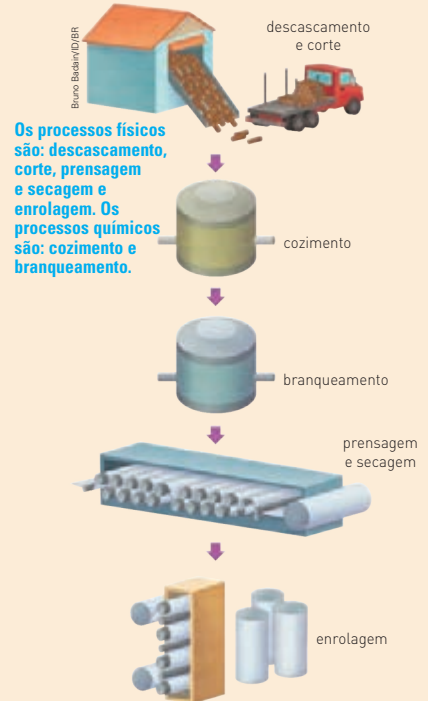 descascamento
e corte
Bruno Badain/ID/BR
Os processos físicos
são: descascamento,
corte, prensagem
e secagem e
enrolagem. Os
processos químicos
são: cozimento e
branqueamento.
cozimento
branqueamento
prensagem
e secagem
enrolagem